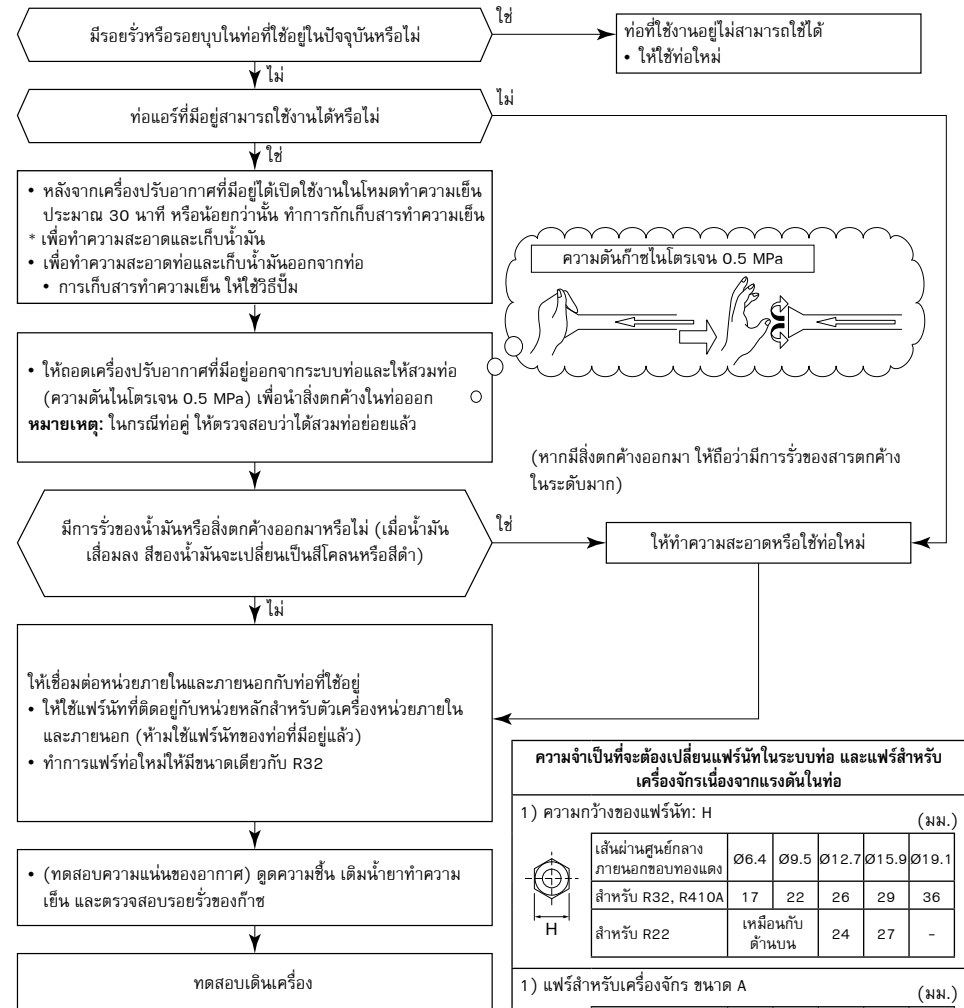 มีรอยรั่วหรือรอยบุบในท่อที่ใช้อยู่ในปัจจุบันหรือไม่
ใช่
ท่อที่ใช้งานอยู่ไม่สามารถใช้ได้
• ให้ใช้ท่อใหม่
ไม่
ท่อแอร์ที่มีอยู่สามารถใช้งานได้หรือไม่
ไม่
ใช่
• หลังจากเครื่องปรับอากาศที่มีอยู่ได้เปิดใช้งานในโหมดทำความเย็น
ประมาณ 30 นาที หรือน้อยกว่านั้น ทำการกักเก็บสารทำความเย็น
* เพื่อทำความสะอาดและเก็บน้ำมัน
• เพื่อทำความสะอาดท่อและเก็บน้ำมันออกจากท่อ
• การเก็บสารทำความเย็น ให้ใช้วิธีปั๊ม
ความดันก๊าซไนโตรเจน 0.5 MPa
• ให้ถอดเครื่องปรับอากาศที่มีอยู่ออกจากระบบท่อและให้สวมท่อ
(ความดันไนโตรเจน 0.5 MPa) เพื่อนำสิ่งตกค้างในท่อออก
หมายเหตุ: ในกรณีท่อคู่ ให้ตรวจสอบว่าได้สวมท่อย่อยแล้ว
(หากมีสิ่งตกค้างออกมา ให้ถือว่ามีการรั่วของสารตกค้าง
ในระดับมาก)
มีการรั่วของน้ำมันหรือสิ่งตกค้างออกมาหรือไม่ (เมื่อน้ำมัน
เสื่อมลง สีของน้ำมันจะเปลี่ยนเป็นสีโคลนหรือสีดำ)
ใช่
ให้ทำความสะอาดหรือใช้ท่อใหม่
ไม่
ให้เชื่อมต่อหน่วยภายในและภายนอกกับท่อที่ใช้อยู่
• ให้ใช้แฟร์นัทที่ติดอยู่กับหน่วยหลักสำหรับตัวเครื่องหน่วยภายใน
และภายนอก (ห้ามใช้แฟร์นัทของท่อที่มีอยู่แล้ว)
• ทำการแฟร์ท่อใหม่ให้มีขนาดเดียวกับ R32
• (ทดสอบความแน่นของอากาศ) ดูดความชื้น เติมน้ำยาทำความ
เย็น และตรวจสอบรอยรั่วของก๊าซ
ทดสอบเดินเครื่อง
ความจำเป็นที่จะต้องเปลี่ยนแฟร์นัทในระบบท่อ และแฟร์สำหรับ
เครื่องจักรเนื่องจากแรงดันในท่อ
1) ความกว้างของแฟร์นัท: H (มม.)
H
เส้นผ่านศูนย์กลาง
ภายนอกขอบทองแดง Ø6.4 Ø9.5 Ø12.7 Ø15.9 Ø19.1
สำหรับ R32, R410A 17 22 26 29 36
สำหรับ R22 เหมือนกับ
ด้านบน 24 27 -
1) แฟร์สำหรับเครื่องจักร ขนาด A (มม.)